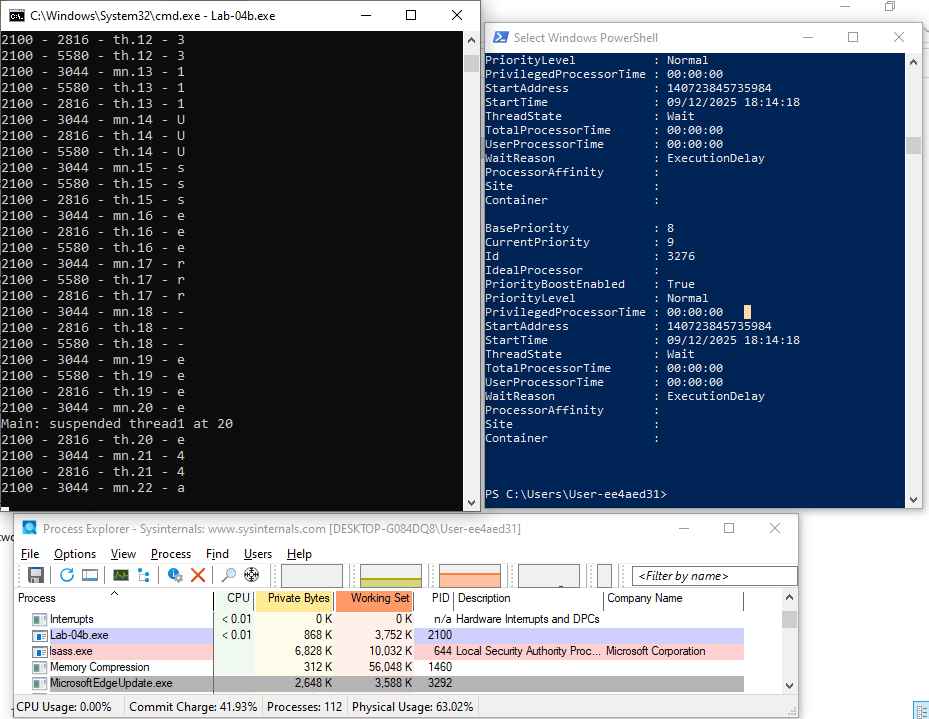 C:\Windows\System32\cmd.exe - Lab-04b.exe
2100 - 2816 - th.12 - 3
2100 - 5580 - th.12 - 3
2100 - 3044 - mn.13 - 1
2100 - 5580 - th.13 - 1
2100 - 2816 - th.13 - 1
2100 - 3044 - mn.14 - U
2100 - 2816 - th.14 - U
2100 - 5580 - th.14 - U
2100 - 3044 - mn.15 - s
2100 - 5580 - th.15 - s
2100 - 2816 - th.15 - s
2100 - 3044 - mn.16 - e
2100 - 2816 - th.16 - e
2100 - 5580 - th.16 - e
2100 - 3044 - mn.17 - r
2100 - 5580 - th.17 - r
2100 - 2816 - th.17 - r
2100 - 3044 - mn.18 - -
2100 - 2816 - th.18 - -
2100 - 5580 - th.18 - -
2100 - 3044 - mn.19 - e
2100 - 5580 - th.19 - e
2100 - 2816 - th.19 - e
2100 - 3044 - mn.20 - e
Main: suspended thread1 at 20
2100 - 2816 - th.20 - e
2100 - 3044 - mn.21 - 4
2100 - 2816 - th.21 - 4
2100 - 3044 - mn.22 - a
Select Windows PowerShell
PriorityLevel : Normal
PrivilegedProcessorTime : 00:00:00
StartAddress : 140723845735984
StartTime : 09/12/2025 18:14:18
ThreadState : Wait
TotalProcessorTime : 00:00:00
UserProcessorTime : 00:00:00
WaitReason : ExecutionDelay
ProcessorAffinity :
Site :
Container :
BasePriority : 8
CurrentPriority : 9
Id : 3276
IdealProcessor :
PriorityBoostEnabled : True
PriorityLevel : Normal
PrivilegedProcessorTime : 00:00:00
StartAddress : 140723845735984
StartTime : 09/12/2025 18:14:18
ThreadState : Wait
TotalProcessorTime : 00:00:00
UserProcessorTime : 00:00:00
WaitReason : ExecutionDelay
ProcessorAffinity :
Site :
Container :
PS C:\Users\User-ee4aed31>
Process Explorer - Sysinternals: www.sysinternals.com [DESKTOP-G084DQ8\User-ee4aed31]
File Options View Process Find Users Help
<Filter by name>
Process CPU Private Bytes Working Set PID Description Company Name
Interrupts < 0.01 0 K 0 K n/a Hardware Interrupts and DPCs
Lab-04b.exe < 0.01 868 K 3,752 K 2100
lsass.exe 6,828 K 10,032 K 644 Local Security Authority Proc... Microsoft Corporation
Memory Compression 312 K 56,048 K 1460
MicrosoftEdgeUpdate.exe 2,648 K 3,588 K 3292
CPU Usage: 0.00% Commit Charge: 41.93% Processes: 112 Physical Usage: 63.02%